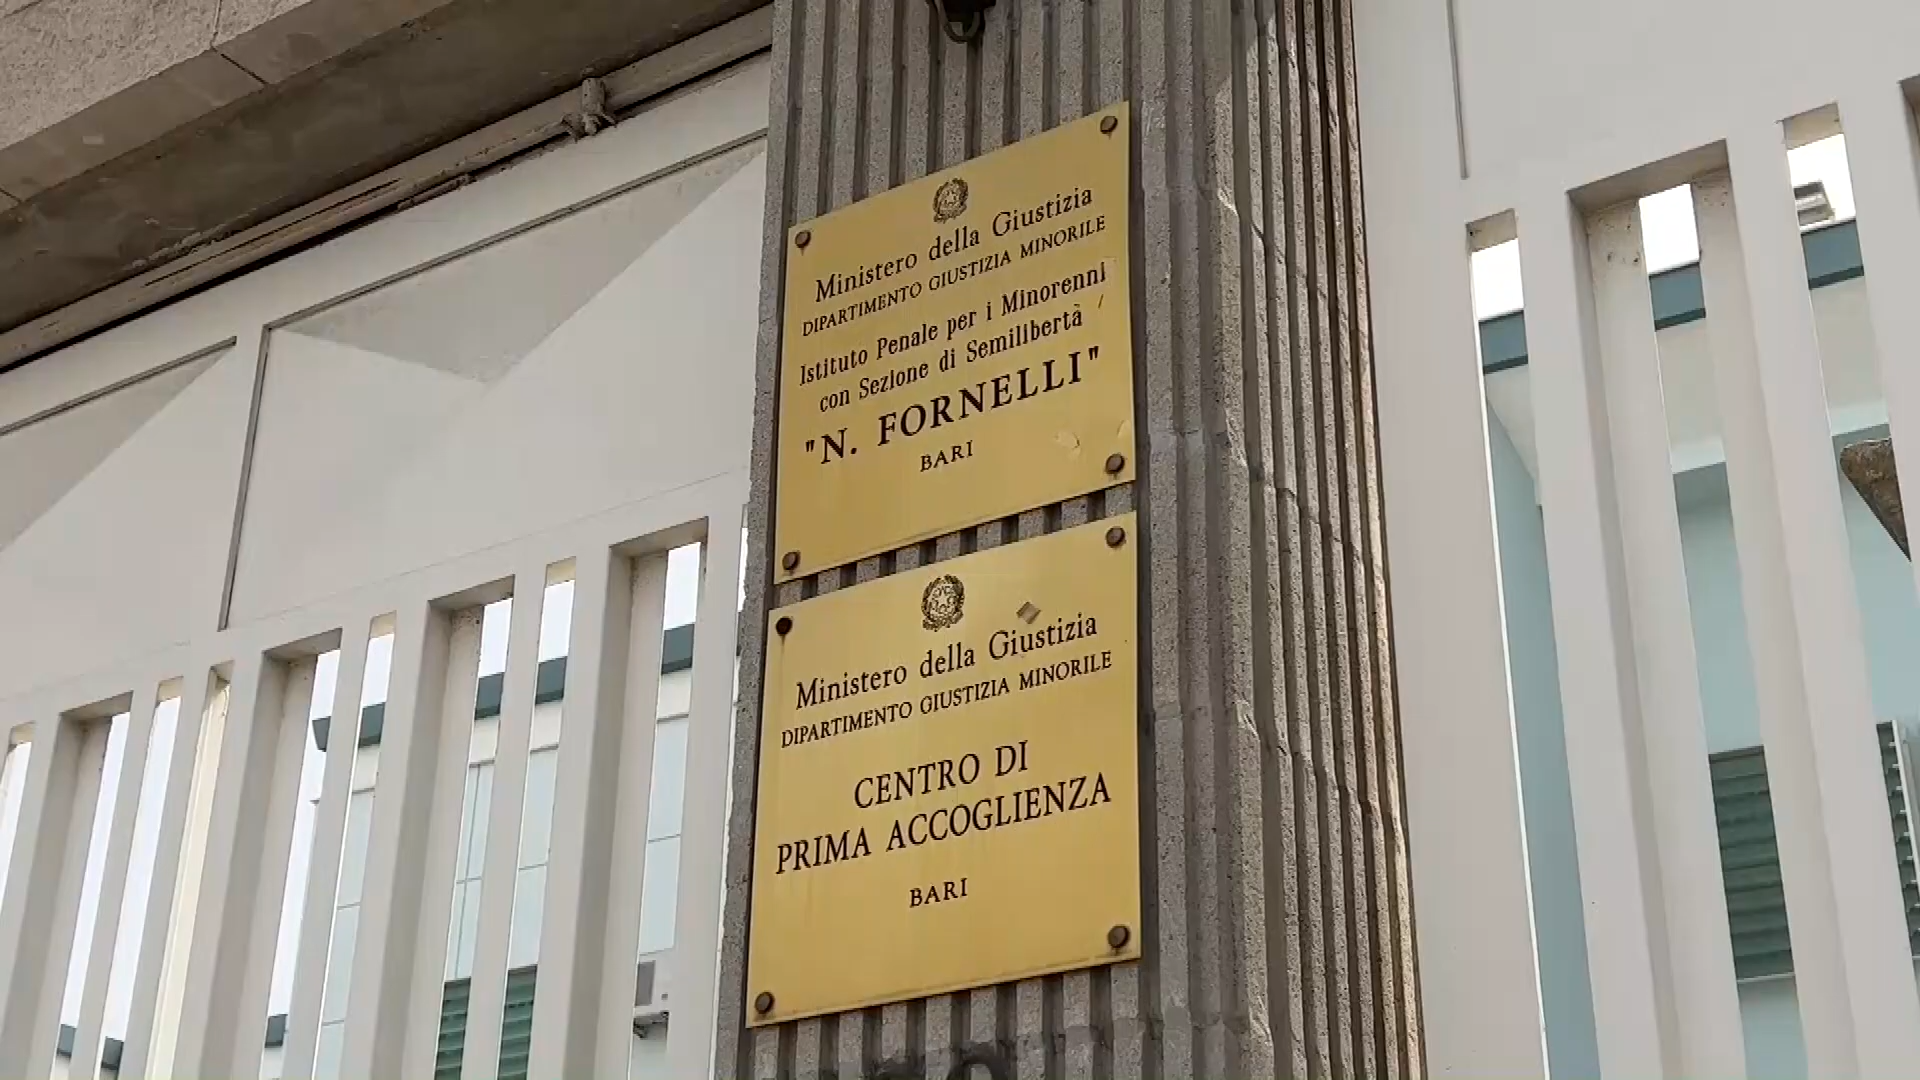 Ministero della Giustizia
DIPARTIMENTO GIUSTIZIA MINORILE
Istituto Penale per i Minorenni
con Sezione di Semilibertà
"N. FORNELLI"
BARI
Ministero della Giustizia
DIPARTIMENTO GIUSTIZIA MINORILE
CENTRO DI
PRIMA ACCOGLIENZA
BARI